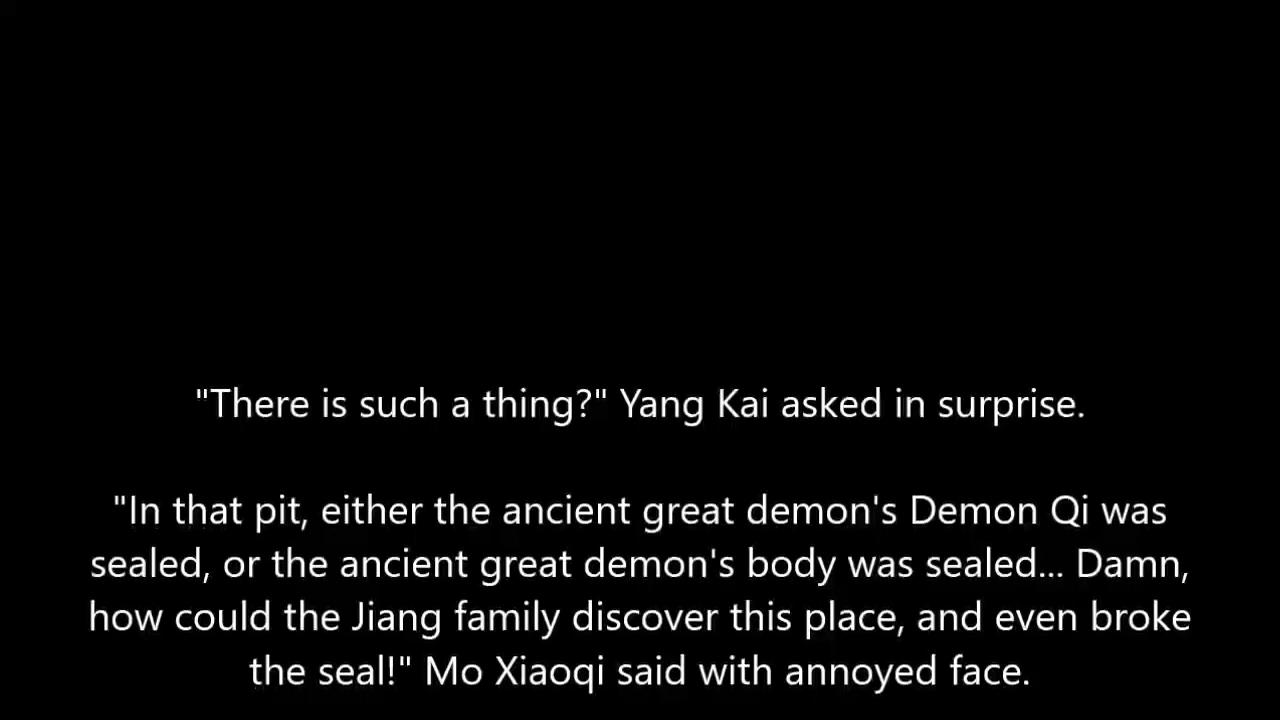 "There is such a thing?" Yang Kai asked in surprise.
"In that pit, either the ancient great demon's Demon Qi was
sealed, or the ancient great demon's body was sealed... Damn,
how could the Jiang family discover this place, and even broke
the seal!" Mo Xiaoqi said with annoyed face.